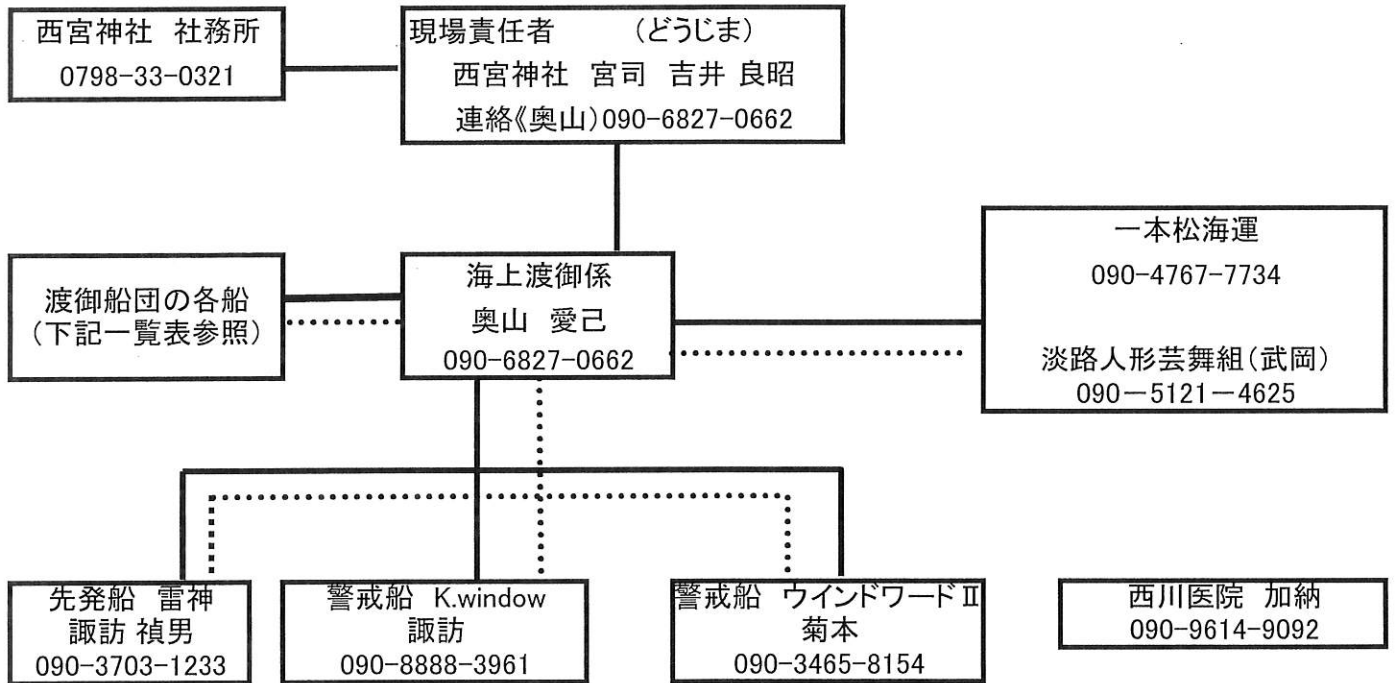 西宮神社 社務所
0798-33-0321
現場責任者 (どうじま)
西宮神社 宮司 吉井 良昭
連絡《奥山)090-6827-0662
渡御船団の各船
(下記一覧表参照)
海上渡御係
奥山 愛己
090-6827-0662
一本松海運
090-4767-7734
淡路人形芸舞組(武岡)
090-5121-4625
先発船 雷神
諏訪 禎男
090-3703-1233
警戒船 K.window
諏訪
090-8888-3961
警戒船 ウインドワードⅡ
菊本
090-3465-8154
西川医院 加納
090-9614-9092